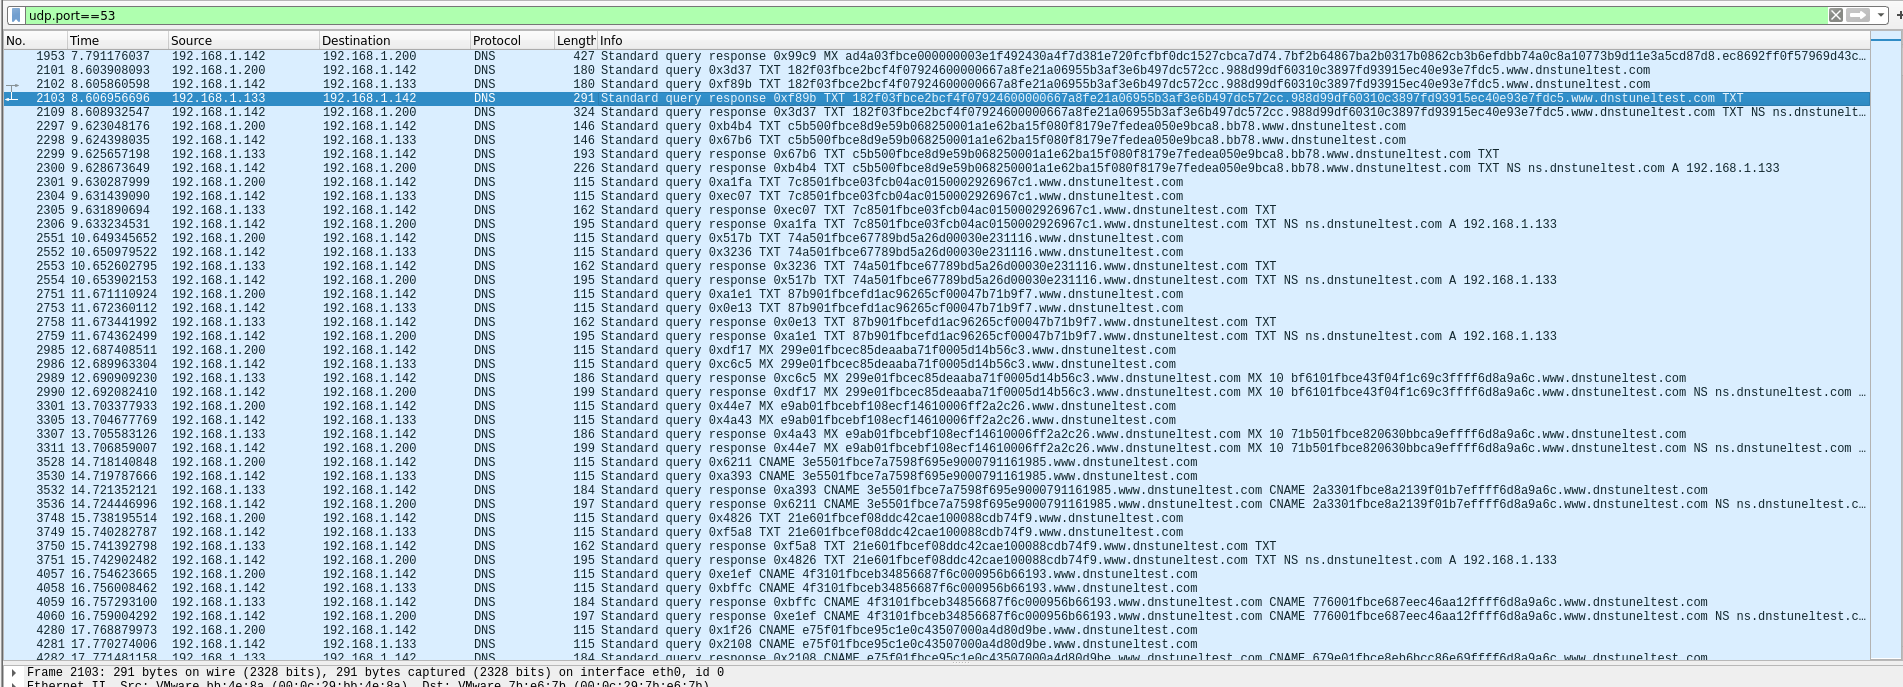 udp.port==53
No. Time Source Destination Protocol Length Info
1953 7.791176037 192.168.1.142 192.168.1.200 DNS 427 Standard query response 0x99c9 MX ad4a03fbce000000003e1f492430a4f7d381e720fcfbf0dc1527cbca7d74.7bf2b64867ba2b0317b0862cb3b6efdbb74a0c8a10773b9d11e3a5cd87d8.ec8692ff0f57969d43c…
2101 8.603908093 192.168.1.200 192.168.1.142 DNS 180 Standard query 0x3d37 TXT 182f03fbce2bcf4f07924600000667a8fe21a06955b3af3e6b497dc572cc.988d99df60310c3897fd93915ec40e93e7fdc5.www.dnstuneltest.com
2102 8.605860598 192.168.1.142 192.168.1.133 DNS 180 Standard query 0xf89b TXT 182f03fbce2bcf4f07924600000667a8fe21a06955b3af3e6b497dc572cc.988d99df60310c3897fd93915ec40e93e7fdc5.www.dnstuneltest.com
2103 8.606956696 192.168.1.133 192.168.1.142 DNS 291 Standard query response 0xf89b TXT 182f03fbce2bcf4f07924600000667a8fe21a06955b3af3e6b497dc572cc.988d99df60310c3897fd93915ec40e93e7fdc5.www.dnstuneltest.com TXT
2109 8.608932547 192.168.1.142 192.168.1.200 DNS 324 Standard query response 0x3d37 TXT 182f03fbce2bcf4f07924600000667a8fe21a06955b3af3e6b497dc572cc.988d99df60310c3897fd93915ec40e93e7fdc5.www.dnstuneltest.com TXT NS ns.dnstunelt…
2297 9.623048176 192.168.1.200 192.168.1.142 DNS 146 Standard query 0xb4b4 TXT c5b500fbce8d9e59b068250001a1e62ba15f080f8179e7fedea050e9bca8.bb78.www.dnstuneltest.com
2298 9.624398035 192.168.1.142 192.168.1.133 DNS 146 Standard query 0x67b6 TXT c5b500fbce8d9e59b068250001a1e62ba15f080f8179e7fedea050e9bca8.bb78.www.dnstuneltest.com
2299 9.625657198 192.168.1.133 192.168.1.142 DNS 193 Standard query response 0x67b6 TXT c5b500fbce8d9e59b068250001a1e62ba15f080f8179e7fedea050e9bca8.bb78.www.dnstuneltest.com TXT
2300 9.628673649 192.168.1.142 192.168.1.200 DNS 226 Standard query response 0xb4b4 TXT c5b500fbce8d9e59b068250001a1e62ba15f080f8179e7fedea050e9bca8.bb78.www.dnstuneltest.com TXT NS ns.dnstuneltest.com A 192.168.1.133
2301 9.630287999 192.168.1.200 192.168.1.142 DNS 115 Standard query 0xa1fa TXT 7c8501fbce03fcb04ac0150002926967c1.www.dnstuneltest.com
2304 9.631439090 192.168.1.142 192.168.1.133 DNS 115 Standard query 0xec07 TXT 7c8501fbce03fcb04ac0150002926967c1.www.dnstuneltest.com
2305 9.631890694 192.168.1.133 192.168.1.142 DNS 162 Standard query response 0xec07 TXT 7c8501fbce03fcb04ac0150002926967c1.www.dnstuneltest.com TXT
2306 9.633234531 192.168.1.142 192.168.1.200 DNS 195 Standard query response 0xa1fa TXT 7c8501fbce03fcb04ac0150002926967c1.www.dnstuneltest.com TXT NS ns.dnstuneltest.com A 192.168.1.133
2551 10.649345652 192.168.1.200 192.168.1.142 DNS 115 Standard query 0x517b TXT 74a501fbce67789bd5a26d00030e231116.www.dnstuneltest.com
2552 10.650979522 192.168.1.142 192.168.1.133 DNS 115 Standard query 0x3236 TXT 74a501fbce67789bd5a26d00030e231116.www.dnstuneltest.com
2553 10.652602795 192.168.1.133 192.168.1.142 DNS 162 Standard query response 0x3236 TXT 74a501fbce67789bd5a26d00030e231116.www.dnstuneltest.com TXT
2554 10.653902153 192.168.1.142 192.168.1.200 DNS 195 Standard query response 0x517b TXT 74a501fbce67789bd5a26d00030e231116.www.dnstuneltest.com TXT NS ns.dnstuneltest.com A 192.168.1.133
2751 11.671110924 192.168.1.200 192.168.1.142 DNS 115 Standard query 0xa1e1 TXT 87b901fbcefd1ac96265cf00047b71b9f7.www.dnstuneltest.com
2753 11.672360112 192.168.1.142 192.168.1.133 DNS 115 Standard query 0x0e13 TXT 87b901fbcefd1ac96265cf00047b71b9f7.www.dnstuneltest.com
2758 11.673441992 192.168.1.133 192.168.1.142 DNS 162 Standard query response 0x0e13 TXT 87b901fbcefd1ac96265cf00047b71b9f7.www.dnstuneltest.com TXT
2759 11.674362499 192.168.1.142 192.168.1.200 DNS 195 Standard query response 0xa1e1 TXT 87b901fbcefd1ac96265cf00047b71b9f7.www.dnstuneltest.com TXT NS ns.dnstuneltest.com A 192.168.1.133
2985 12.687408511 192.168.1.200 192.168.1.142 DNS 115 Standard query 0xdf17 MX 299e01fbcec85deaaba71f0005d14b56c3.www.dnstuneltest.com
2986 12.689963304 192.168.1.142 192.168.1.133 DNS 115 Standard query 0xc6c5 MX 299e01fbcec85deaaba71f0005d14b56c3.www.dnstuneltest.com
2989 12.690909230 192.168.1.133 192.168.1.142 DNS 186 Standard query response 0xc6c5 MX 299e01fbcec85deaaba71f0005d14b56c3.www.dnstuneltest.com MX 10 bf6101fbce43f04f1c69c3ffff6d8a9a6c.www.dnstuneltest.com
2990 12.692082410 192.168.1.142 192.168.1.200 DNS 199 Standard query response 0xdf17 MX 299e01fbcec85deaaba71f0005d14b56c3.www.dnstuneltest.com MX 10 bf6101fbce43f04f1c69c3ffff6d8a9a6c.www.dnstuneltest.com NS ns.dnstuneltest.com …
3301 13.703377933 192.168.1.200 192.168.1.142 DNS 115 Standard query 0x44e7 MX e9ab01fbcebf108ecf14610006ff2a2c26.www.dnstuneltest.com
3305 13.704677769 192.168.1.142 192.168.1.133 DNS 115 Standard query 0x4a43 MX e9ab01fbcebf108ecf14610006ff2a2c26.www.dnstuneltest.com
3307 13.705583126 192.168.1.133 192.168.1.142 DNS 186 Standard query response 0x4a43 MX e9ab01fbcebf108ecf14610006ff2a2c26.www.dnstuneltest.com MX 10 71b501fbce820630bbca9effff6d8a9a6c.www.dnstuneltest.com
3311 13.706859007 192.168.1.142 192.168.1.200 DNS 199 Standard query response 0x44e7 MX e9ab01fbcebf108ecf14610006ff2a2c26.www.dnstuneltest.com MX 10 71b501fbce820630bbca9effff6d8a9a6c.www.dnstuneltest.com NS ns.dnstuneltest.com …
3528 14.718140848 192.168.1.200 192.168.1.142 DNS 115 Standard query 0x6211 CNAME 3e5501fbce7a7598f695e9000791161985.www.dnstuneltest.com
3530 14.719787666 192.168.1.142 192.168.1.133 DNS 115 Standard query 0xa393 CNAME 3e5501fbce7a7598f695e9000791161985.www.dnstuneltest.com
3532 14.721352121 192.168.1.133 192.168.1.142 DNS 184 Standard query response 0xa393 CNAME 3e5501fbce7a7598f695e9000791161985.www.dnstuneltest.com CNAME 2a3301fbce8a2139f01b7effff6d8a9a6c.www.dnstuneltest.com
3536 14.724446996 192.168.1.142 192.168.1.200 DNS 197 Standard query response 0x6211 CNAME 3e5501fbce7a7598f695e9000791161985.www.dnstuneltest.com CNAME 2a3301fbce8a2139f01b7effff6d8a9a6c.www.dnstuneltest.com NS ns.dnstuneltest.c…
3748 15.738195514 192.168.1.200 192.168.1.142 DNS 115 Standard query 0x4826 TXT 21e601fbcef08ddc42cae100088cdb74f9.www.dnstuneltest.com
3749 15.740282787 192.168.1.142 192.168.1.133 DNS 115 Standard query 0xf5a8 TXT 21e601fbcef08ddc42cae100088cdb74f9.www.dnstuneltest.com
3750 15.741392798 192.168.1.133 192.168.1.142 DNS 162 Standard query response 0xf5a8 TXT 21e601fbcef08ddc42cae100088cdb74f9.www.dnstuneltest.com TXT
3751 15.742902482 192.168.1.142 192.168.1.200 DNS 195 Standard query response 0x4826 TXT 21e601fbcef08ddc42cae100088cdb74f9.www.dnstuneltest.com TXT NS ns.dnstuneltest.com A 192.168.1.133
4057 16.754623665 192.168.1.200 192.168.1.142 DNS 115 Standard query 0xe1ef CNAME 4f3101fbceb34856687f6c000956b66193.www.dnstuneltest.com
4058 16.756008462 192.168.1.142 192.168.1.133 DNS 115 Standard query 0xbffc CNAME 4f3101fbceb34856687f6c000956b66193.www.dnstuneltest.com
4059 16.757293100 192.168.1.133 192.168.1.142 DNS 184 Standard query response 0xbffc CNAME 4f3101fbceb34856687f6c000956b66193.www.dnstuneltest.com CNAME 776001fbce687eec46aa12ffff6d8a9a6c.www.dnstuneltest.com
4060 16.759004292 192.168.1.142 192.168.1.200 DNS 197 Standard query response 0xe1ef CNAME 4f3101fbceb34856687f6c000956b66193.www.dnstuneltest.com CNAME 776001fbce687eec46aa12ffff6d8a9a6c.www.dnstuneltest.com NS ns.dnstuneltest.c…
4280 17.768879973 192.168.1.200 192.168.1.142 DNS 115 Standard query 0x1f26 CNAME e75f01fbce95c1e0c43507000a4d80d9be.www.dnstuneltest.com
4281 17.770274006 192.168.1.142 192.168.1.133 DNS 115 Standard query 0x2108 CNAME e75f01fbce95c1e0c43507000a4d80d9be.www.dnstuneltest.com
4282 17.771481158 192.168.1.133 192.168.1.142 DNS 184 Standard query response 0x2108 CNAME e75f01fbce95c1e0c43507000a4d80d9be.www.dnstuneltest.com CNAME 679e01fbce8eb6bcc86e69ffff6d8a9a6c.www.dnstuneltest.com
Frame 2103: 291 bytes on wire (2328 bits), 291 bytes captured (2328 bits) on interface eth0, id 0
Ethernet II, Src: VMware_bb:4e:8a (00:0c:29:bb:4e:8a), Dst: VMware_7b:e6:7b (00:0c:29:7b:e6:7b)